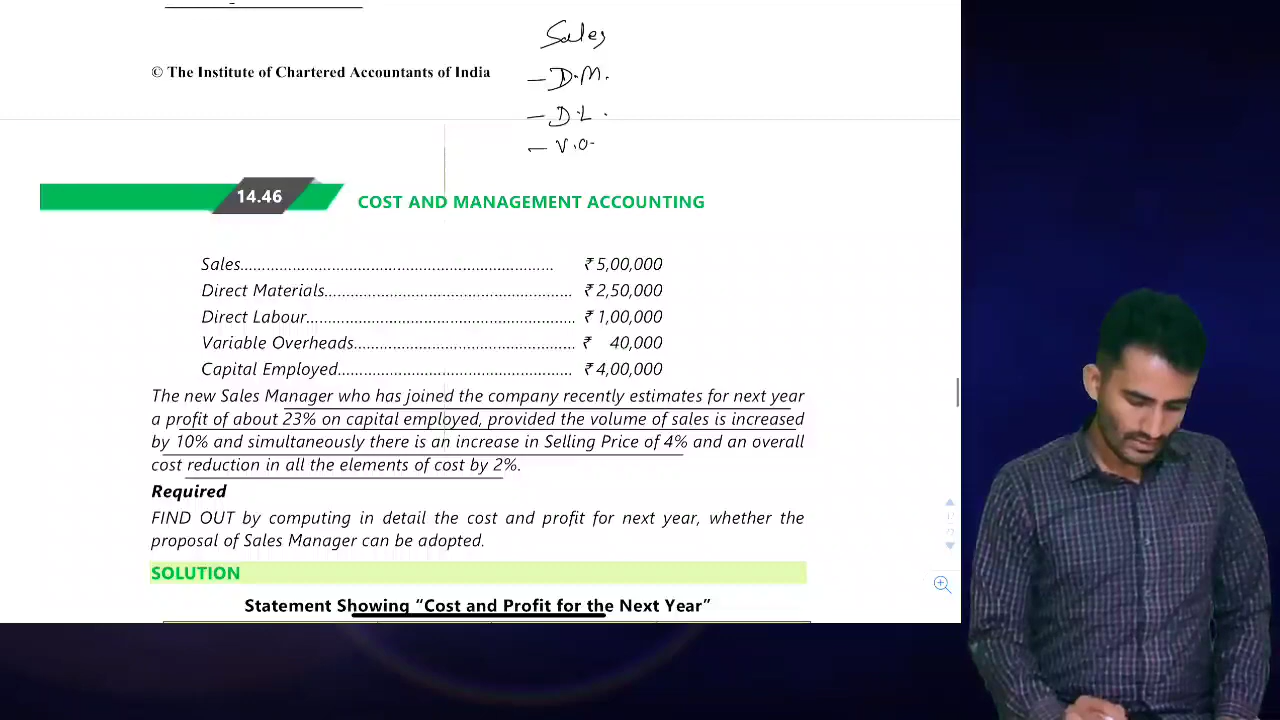 Sales
© The Institute of Chartered Accountants of India
- D.M.
- D.L.
- V.O
14.46
COST AND MANAGEMENT ACCOUNTING
Sales.................................................................. ₹ 5,00,000
Direct Materials..................................................... ₹ 2,50,000
Direct Labour......................................................... ₹ 1,00,000
Variable Overheads............................................... ₹ 40,000
Capital Employed.................................................. ₹ 4,00,000
The new Sales Manager who has joined the company recently estimates for next year
a profit of about 23% on capital employed, provided the volume of sales is increased
by 10% and simultaneously there is an increase in Selling Price of 4% and an overall
cost reduction in all the elements of cost by 2%.
Required
FIND OUT by computing in detail the cost and profit for next year, whether the
proposal of Sales Manager can be adopted.
SOLUTION
Statement Showing “Cost and Profit for the Next Year”